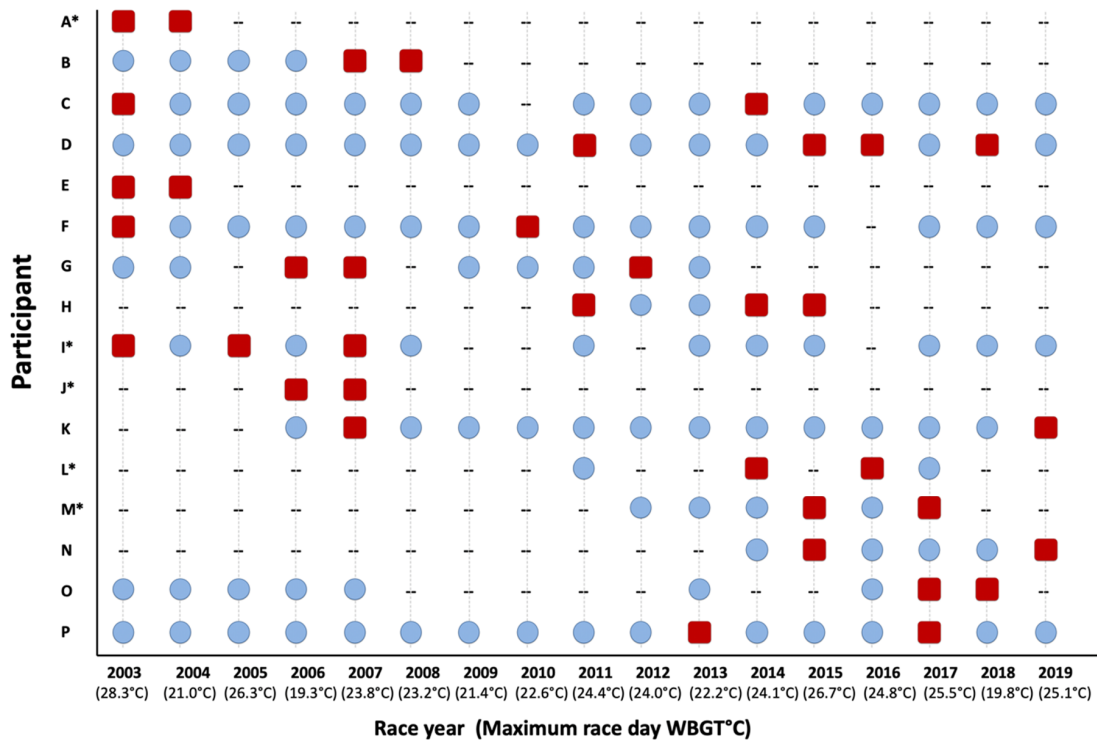 A* -- -- -- -- -- -- -- -- -- -- -- -- -- -- --
B -- -- -- -- -- -- -- -- -- -- --
C --
D
E -- -- -- -- -- -- -- -- -- -- -- -- -- -- --
F --
G -- -- -- -- -- -- -- --
H -- -- -- -- -- -- -- -- -- -- -- --
I* -- -- -- --
J* -- -- -- -- -- -- -- -- -- -- -- -- -- -- --
K -- -- --
L* -- -- -- -- -- -- -- -- -- -- -- -- --
M* -- -- -- -- -- -- -- -- -- -- --
N -- -- -- -- -- -- -- -- -- -- --
O -- -- -- -- -- -- -- --
P
Participant
2003 2004 2005 2006 2007 2008 2009 2010 2011 2012 2013 2014 2015 2016 2017 2018 2019
(28.3°C) (21.0°C) (26.3°C) (19.3°C) (23.8°C) (23.2°C) (21.4°C) (22.6°C) (24.4°C) (24.0°C) (22.2°C) (24.1°C) (26.7°C) (24.8°C) (25.5°C) (19.8°C) (25.1°C)
Race year (Maximum race day WBGT°C)